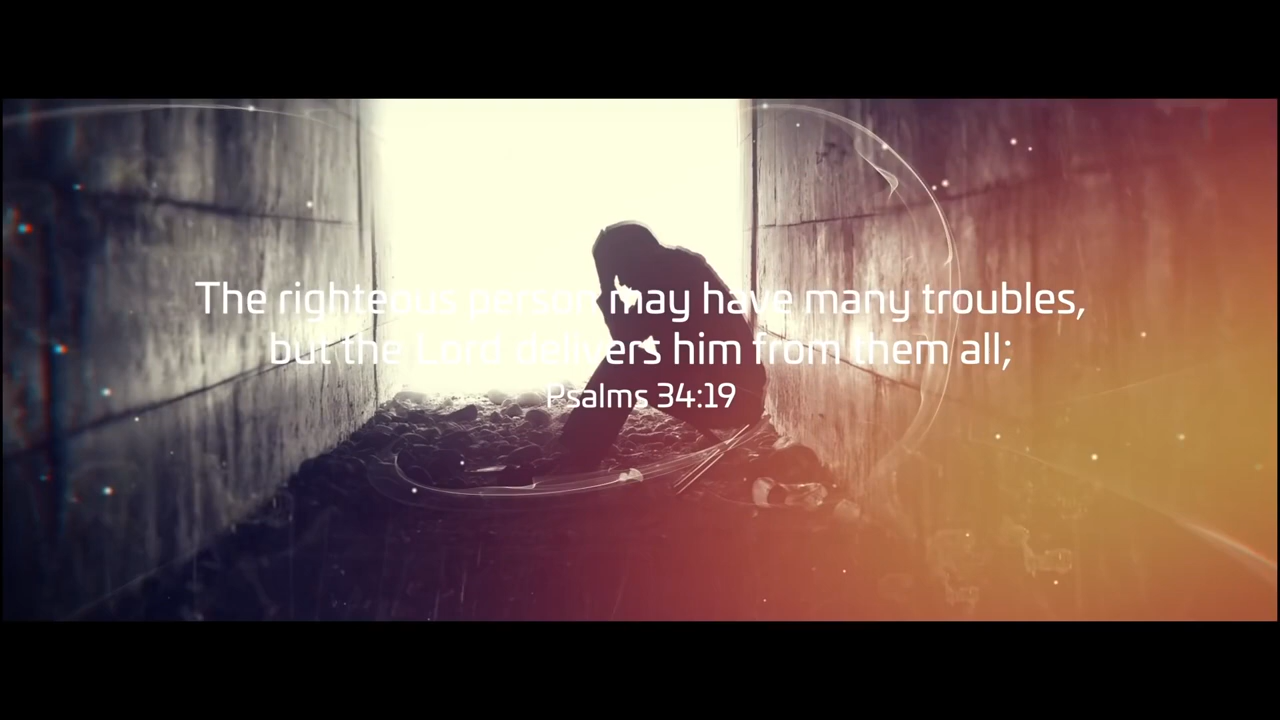 The righteous person may have many troubles,
but the Lord delivers him from them all;
Psalms 34:19